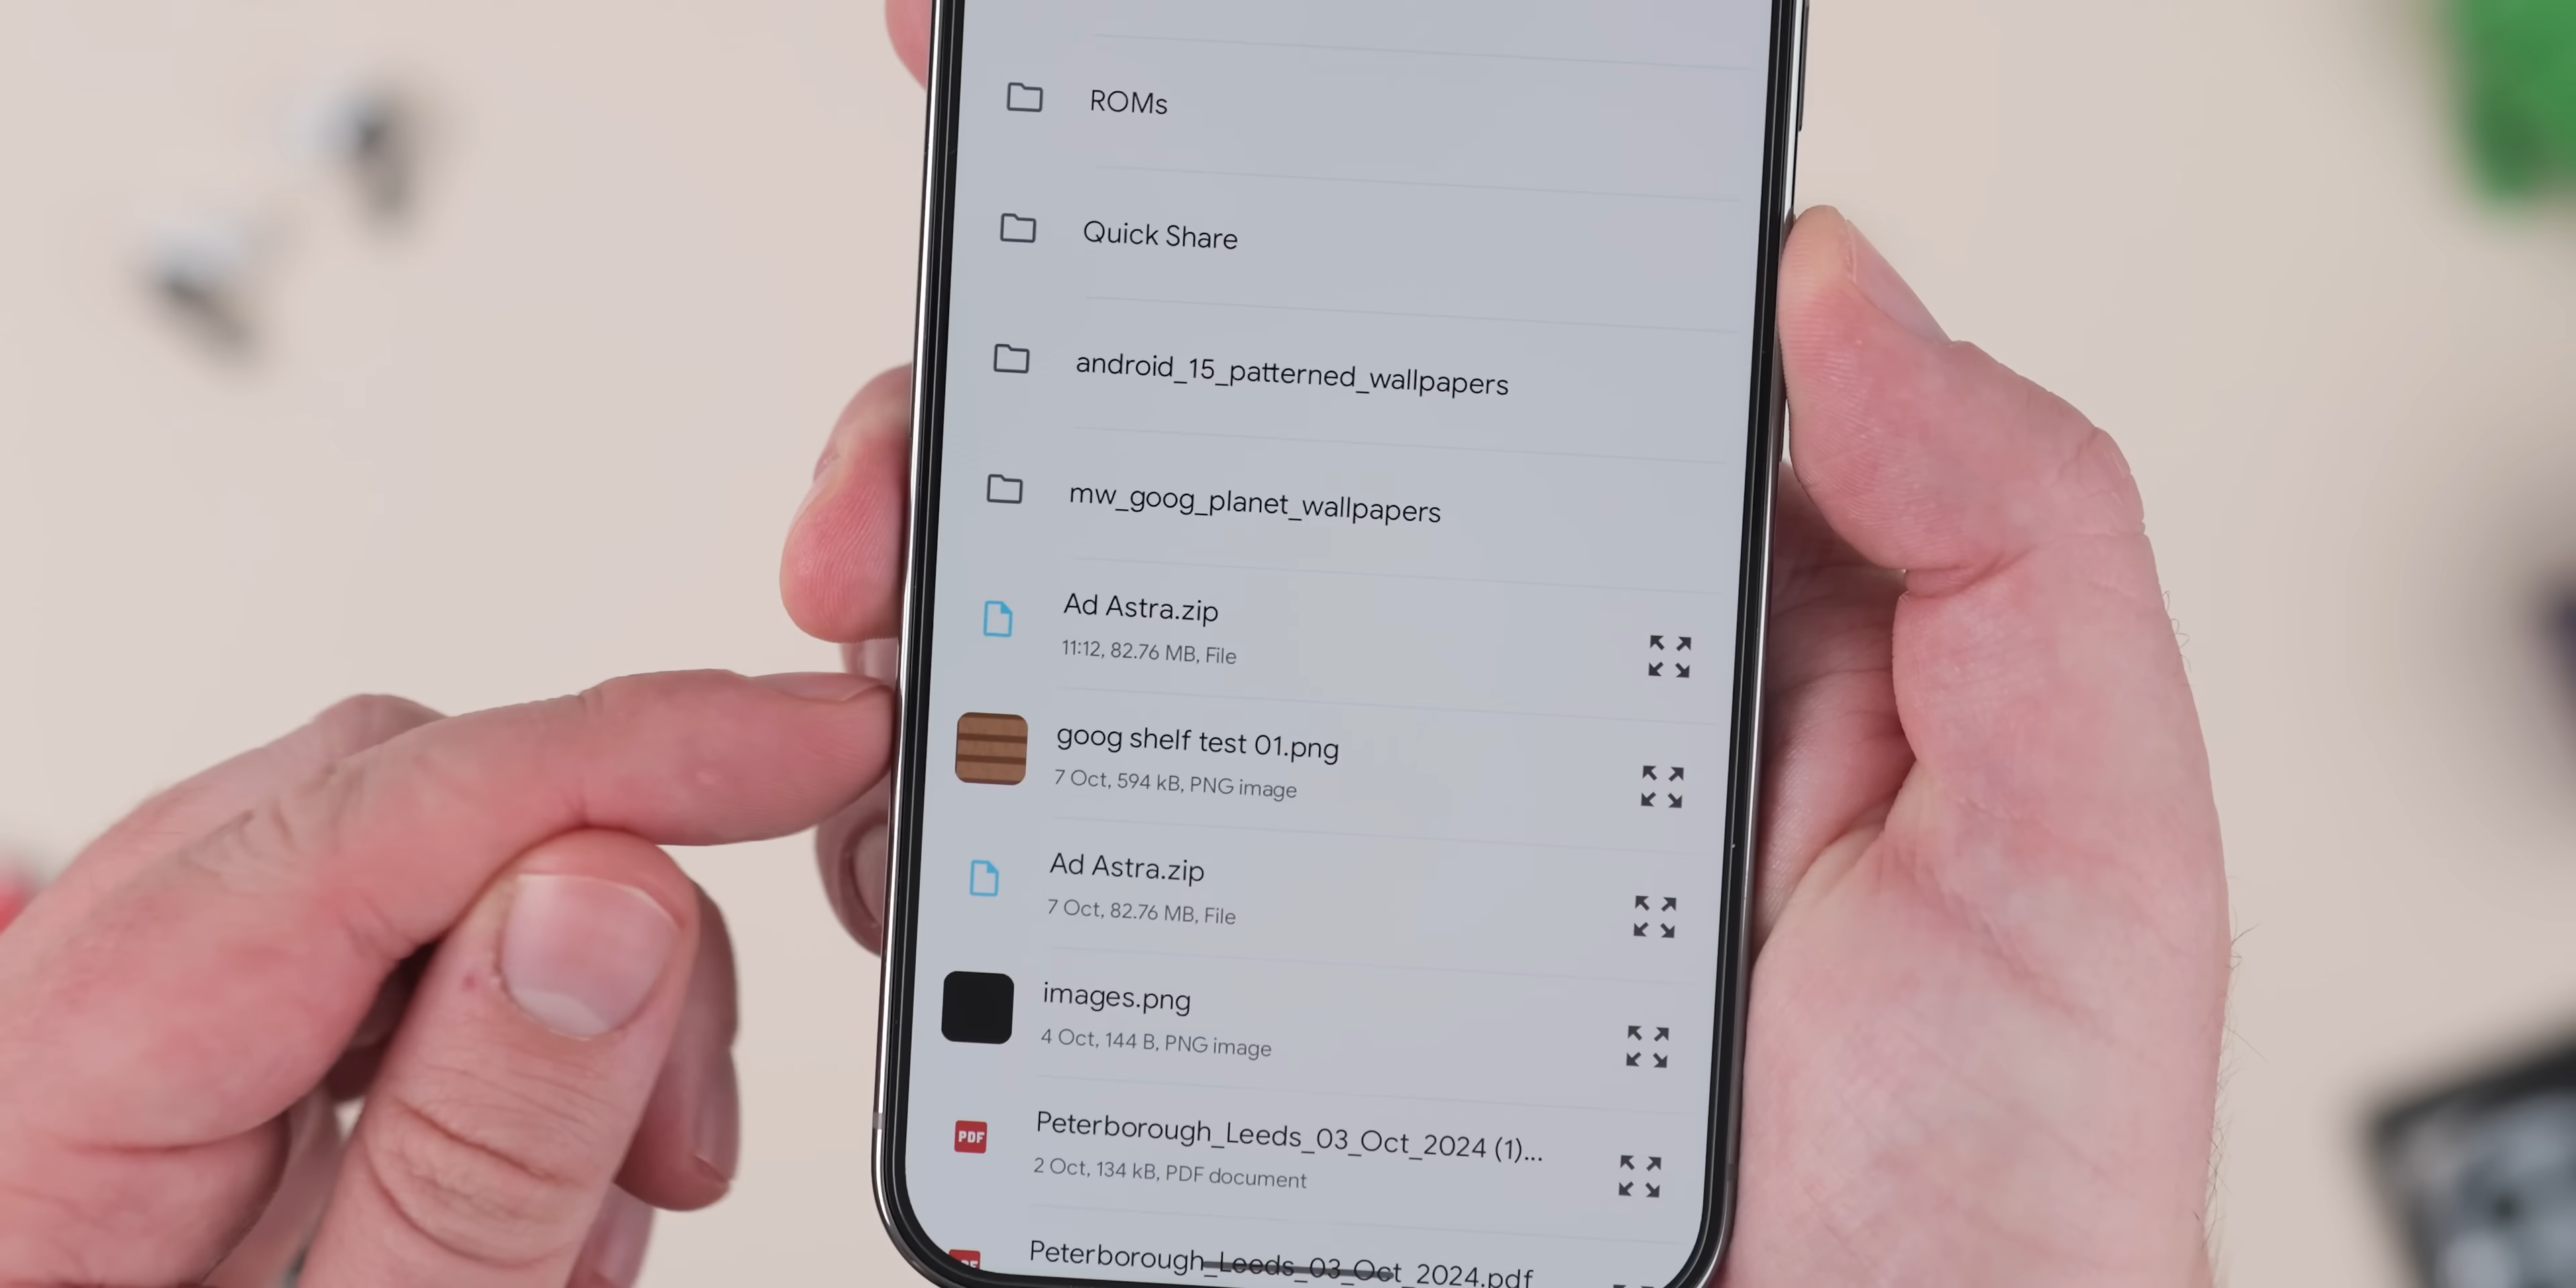 ROMs
Quick Share
android_15_patterned_wallpapers
mw_goog_planet_wallpapers
Ad Astra.zip
11:12, 82.76 MB, File
goog shelf test 01.png
7 Oct, 594 kB, PNG image
Ad Astra.zip
7 Oct, 82.76 MB, File
images.png
4 Oct, 144 B, PNG image
PDF
Peterborough_Leeds_03_Oct_2024 (1)...
2 Oct, 134 kB, PDF document
Peterborough_Leeds_03_Oct_2024.pdf